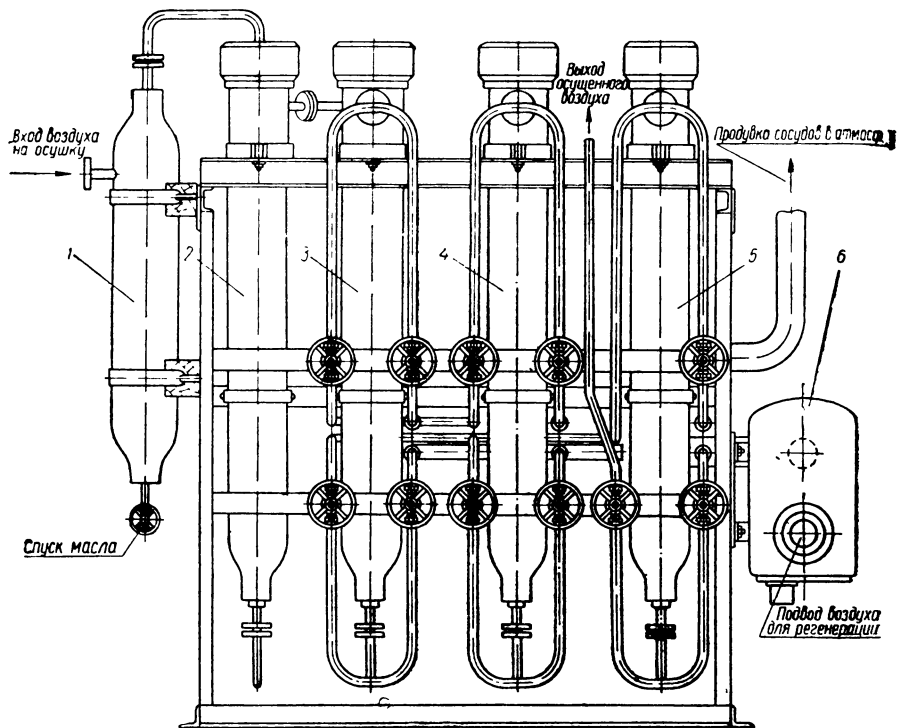 Вход воздуха
на осушку
Выход
осушенного
воздуха
Продувка сосудов в
1
2
3
4
5
6
Спуск масла
Подвод воздуха
для регенерации